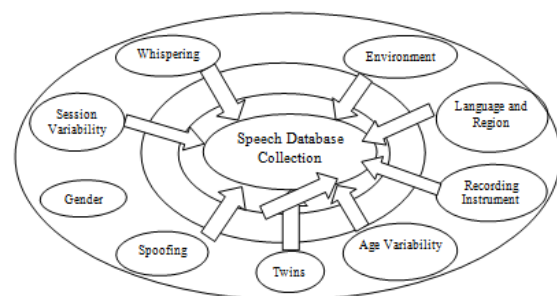 Whispering
Environment
Session
Variability
Language and
Region
Speech Database
Collection
Gender
Recording
Instrument
Spoofing
Age Variability
Twins